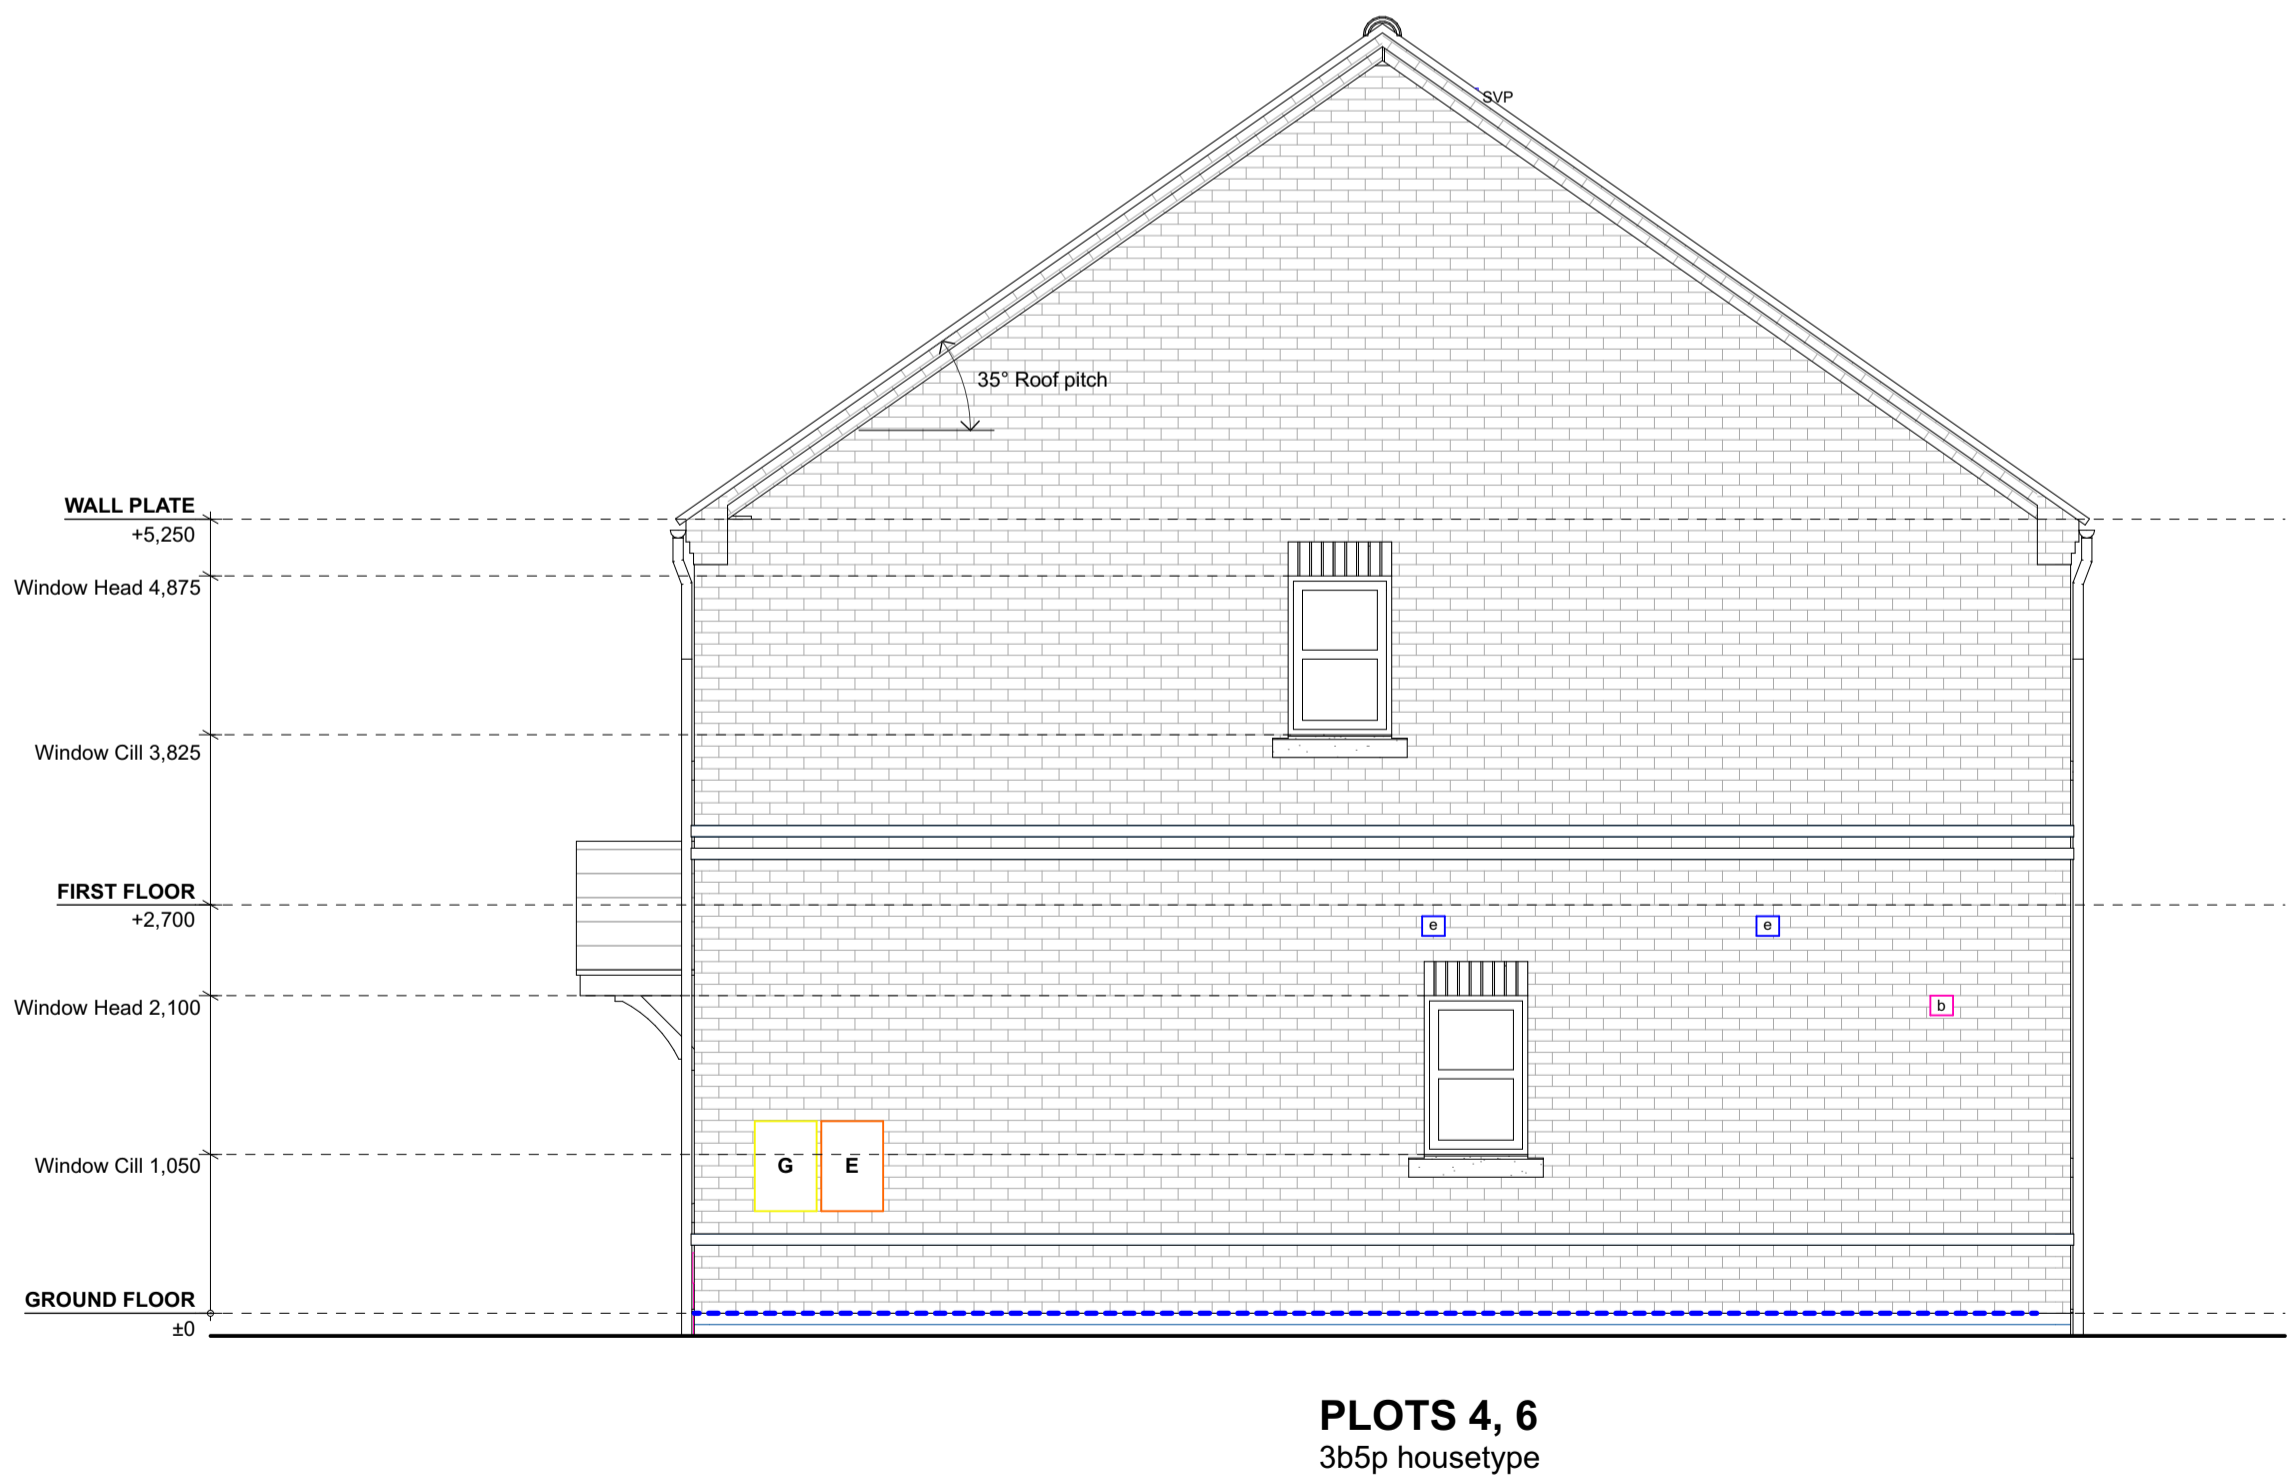 SVP
35° Roof pitch
WALL PLATE
+5,250
Window Head 4,875
Window Cill 3,825
FIRST FLOOR
+2,700
e
e
Window Head 2,100
b
Window Cill 1,050
G
E
GROUND FLOOR
±0
PLOTS 4, 6
3b5p housetype